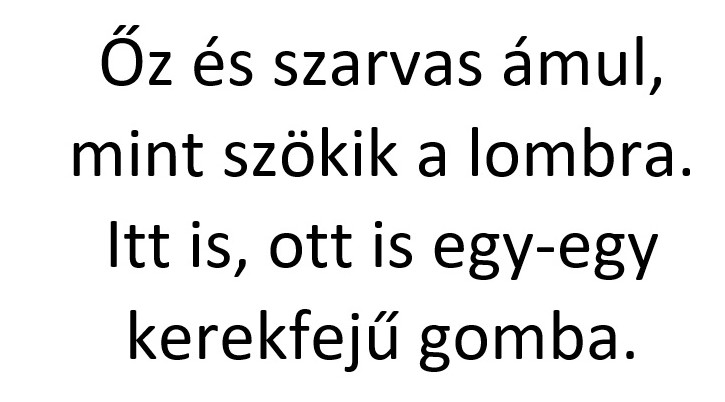 Őz és szarvas ámul,
mint szökik a lombra.
Itt is, ott is egy-egy
kerekfejű gomba.